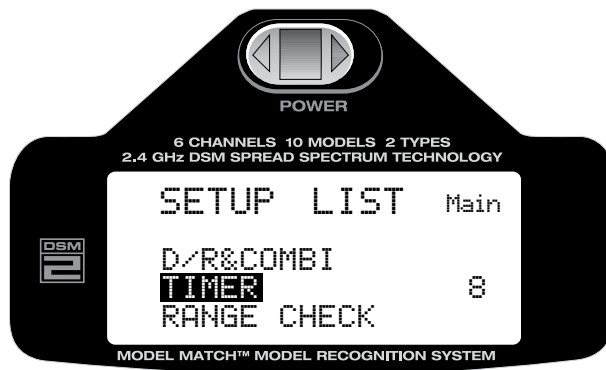 POWER
6 CHANNELS 10 MODELS 2 TYPES
2.4 GHz DSM SPREAD SPECTRUM TECHNOLOGY
SETUP LIST Main
DSM
2
D/R&COMBI
TIMER 8
RANGE CHECK
MODEL MATCH™ MODEL RECOGNITION SYSTEM